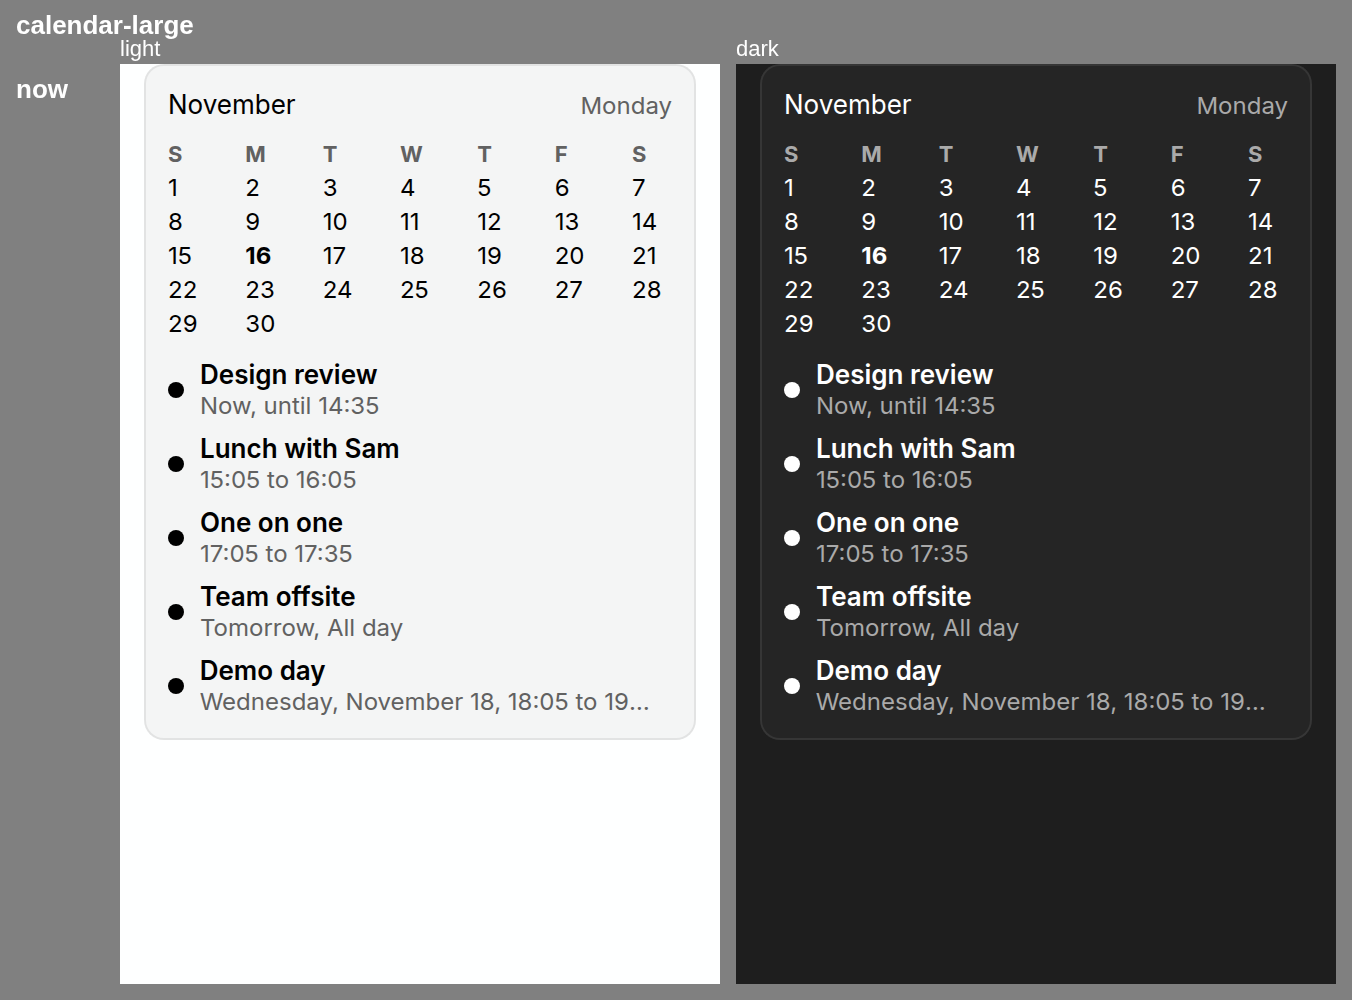 calendar-large
light
dark
now
November Monday
S M T W T F S
1 2 3 4 5 6 7
8 9 10 11 12 13 14
15 16 17 18 19 20 21
22 23 24 25 26 27 28
29 30
Design review
Now, until 14:35
Lunch with Sam
15:05 to 16:05
One on one
17:05 to 17:35
Team offsite
Tomorrow, All day
Demo day
Wednesday, November 18, 18:05 to 19...
November Monday
S M T W T F S
1 2 3 4 5 6 7
8 9 10 11 12 13 14
15 16 17 18 19 20 21
22 23 24 25 26 27 28
29 30
Design review
Now, until 14:35
Lunch with Sam
15:05 to 16:05
One on one
17:05 to 17:35
Team offsite
Tomorrow, All day
Demo day
Wednesday, November 18, 18:05 to 19...